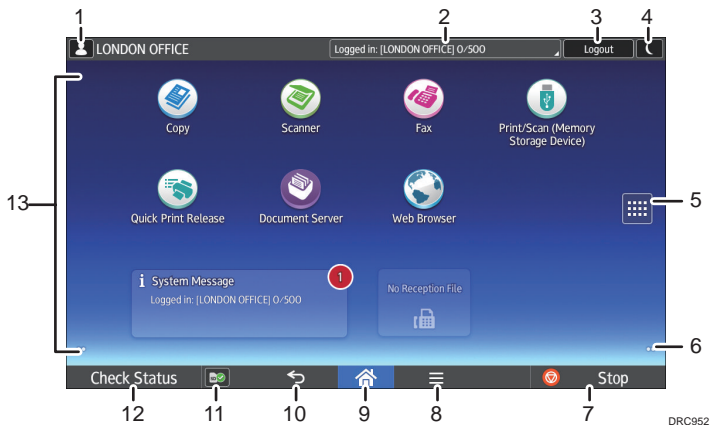 1
2
3
4
LONDON OFFICE
Logged in: [LONDON OFFICE] 0/500
Logout
Copy
Scanner
Fax
Print/Scan (Memory
Storage Device)
13
5
Quick Print Release
Document Server
Web Browser
i System Message
1
Logged in: [LONDON OFFICE] 0/500
No Reception File
6
Check Status
Stop
12
11
10
9
8
7
DRC952